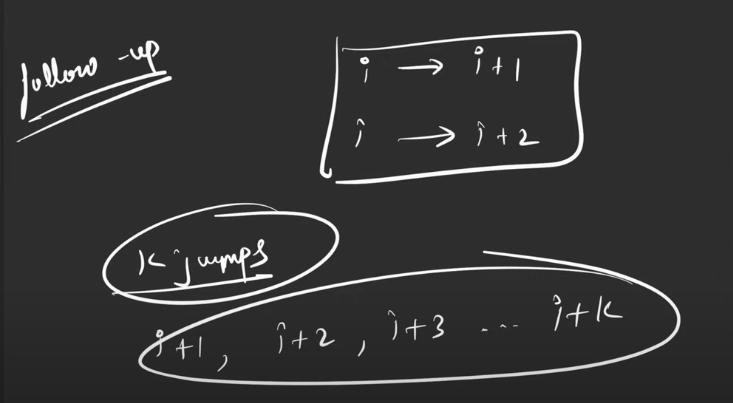 follow-up
i → i+1
i → i+2
K jumps
i+1, i+2, i+3 ... i+k